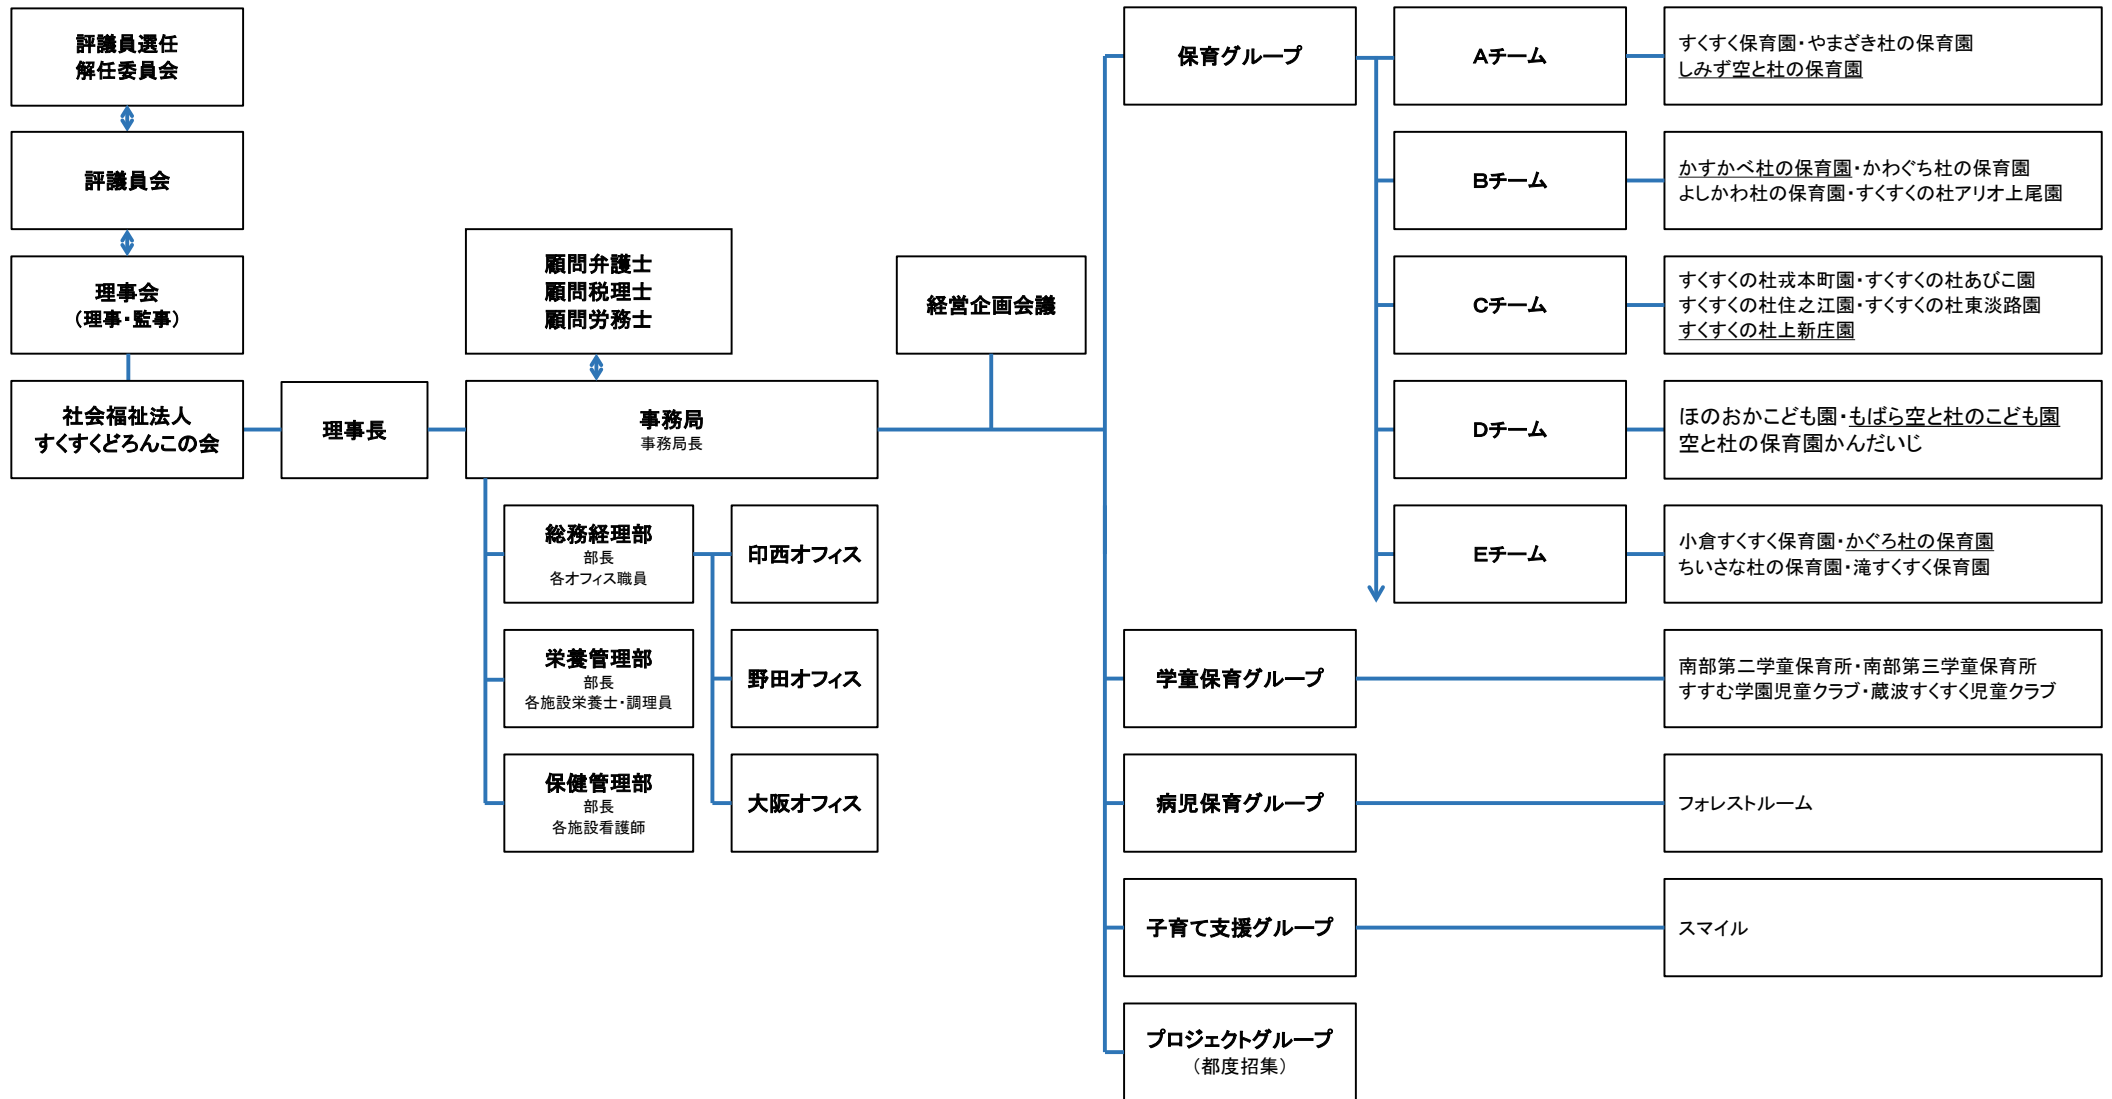 評議員選任
解任委員会
評議員会
理事会
（理事・監事）
社会福祉法人
すくすくどろんこの会
理事長
顧問弁護士
顧問税理士
顧問労務士
事務局
事務局長
総務経理部
部長
各オフィス職員
栄養管理部
部長
各施設栄養士・調理員
保健管理部
部長
各施設看護師
印西オフィス
野田オフィス
大阪オフィス
経営企画会議
保育グループ
Aチーム
すくすく保育園・やまざき杜の保育園
しみず空と杜の保育園
Bチーム
かすかべ杜の保育園・かわぐち杜の保育園
よしかわ杜の保育園・すくすくの杜アリオ上尾園
Cチーム
すくすくの杜戎本町園・すくすくの杜あびこ園
すくすくの杜住之江園・すくすくの杜東淡路園
すくすくの杜上新庄園
Dチーム
ほのおかこども園・もばら空と杜のこども園
空と杜の保育園かんだいじ
Eチーム
小倉すくすく保育園・かぐろ杜の保育園
ちいさな杜の保育園・滝すくすく保育園
学童保育グループ
南部第二学童保育所・南部第三学童保育所
すすむ学園児童クラブ・蔵波すくすく児童クラブ
病児保育グループ
フォレストルーム
子育て支援グループ
スマイル
プロジェクトグループ
（都度招集）